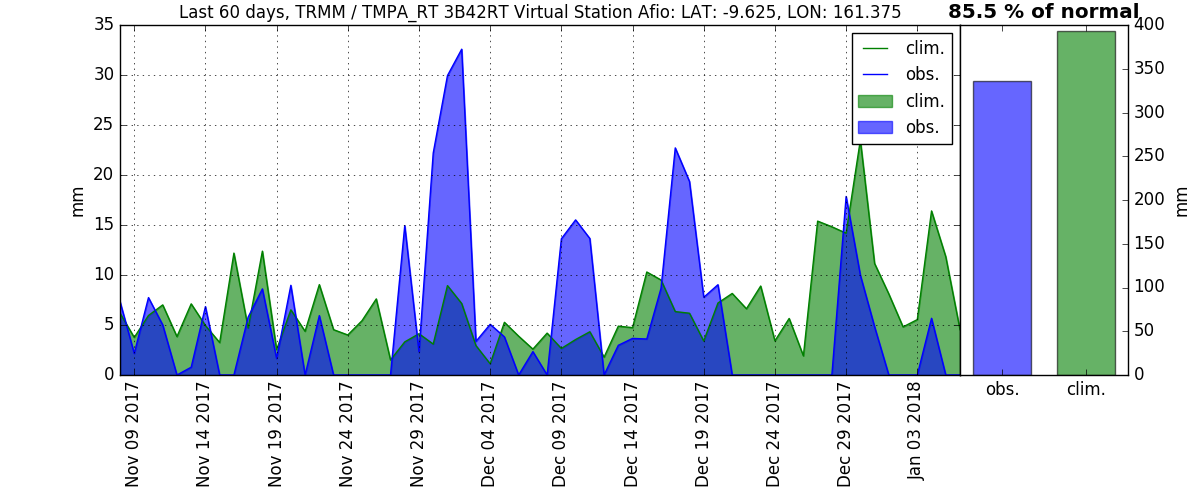 Last 60 days, TRMM / TMPA_RT 3B42RT Virtual Station Afio: LAT: -9.625, LON: 161.375
85.5 % of normal
35
30
25
20
15
10
5
0
mm
clim.
obs.
clim.
obs.
400
350
300
250
200
150
100
50
0
mm
Nov 09 2017
Nov 14 2017
Nov 19 2017
Nov 24 2017
Nov 29 2017
Dec 04 2017
Dec 09 2017
Dec 14 2017
Dec 19 2017
Dec 24 2017
Dec 29 2017
Jan 03 2018
obs.
clim.